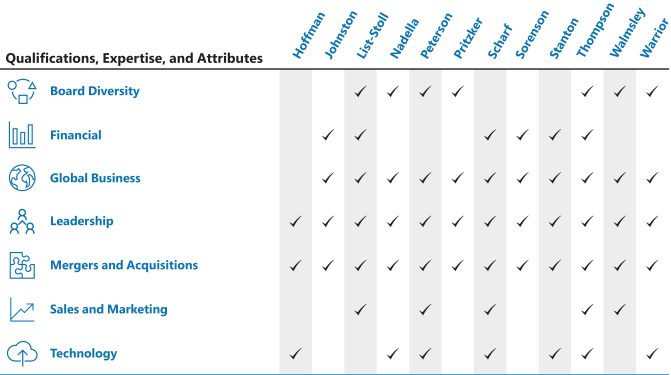 Hoffman Johnston List-Stoll Nadella Peterson Pritzker Scharf Sorenson Stanton Thompson Walmsley Warrior
Qualifications, Expertise, and Attributes
Board Diversity ✓ ✓ ✓ ✓ ✓ ✓ ✓
Financial ✓ ✓ ✓ ✓ ✓ ✓
Global Business ✓ ✓ ✓ ✓ ✓ ✓ ✓ ✓ ✓ ✓ ✓
Leadership ✓ ✓ ✓ ✓ ✓ ✓ ✓ ✓ ✓ ✓ ✓ ✓
Mergers and Acquisitions ✓ ✓ ✓ ✓ ✓ ✓ ✓ ✓ ✓ ✓ ✓ ✓
Sales and Marketing ✓ ✓ ✓ ✓ ✓
Technology ✓ ✓ ✓ ✓ ✓ ✓ ✓